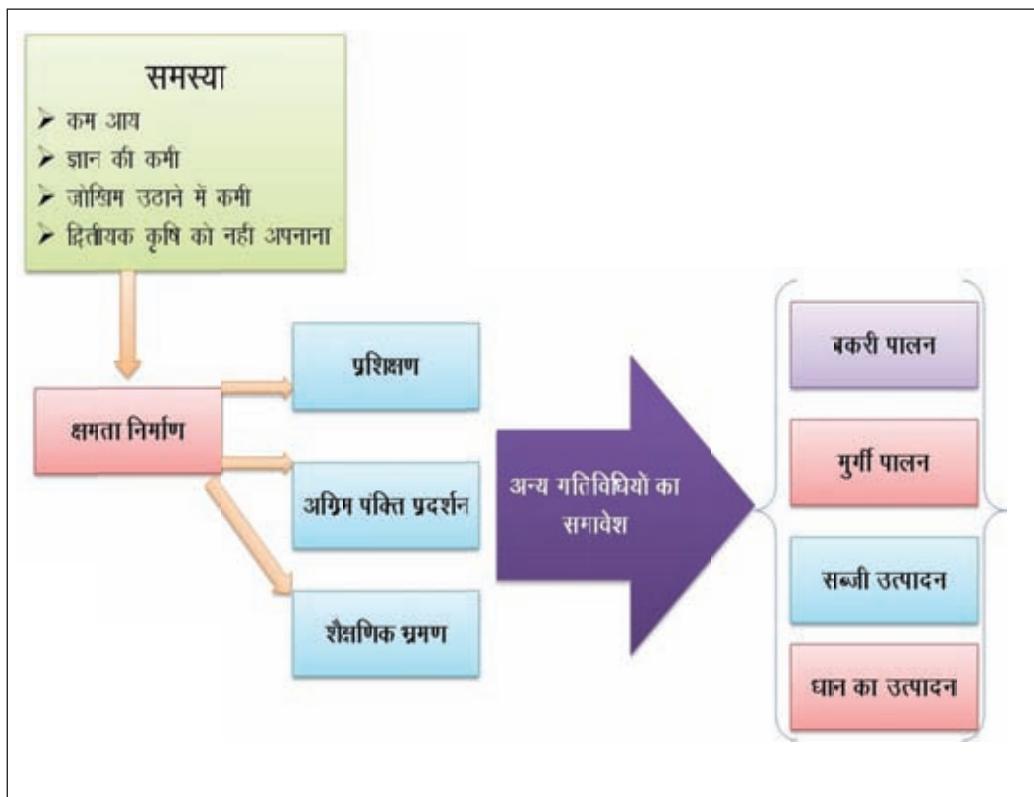 समस्या
➢ कम आय
➢ ज्ञान की कमी
➢ जोखिम उठाने में कमी
➢ द्वितीयक कृषि को नही अपनाना
क्षमता निर्माण
प्रशिक्षण
अग्रिम पंक्ति प्रदर्शन
शैक्षणिक भ्रमण
अन्य गतिविधियों का
समावेश
बकरी पालन
मुर्गी पालन
सब्जी उत्पादन
धान का उत्पादन